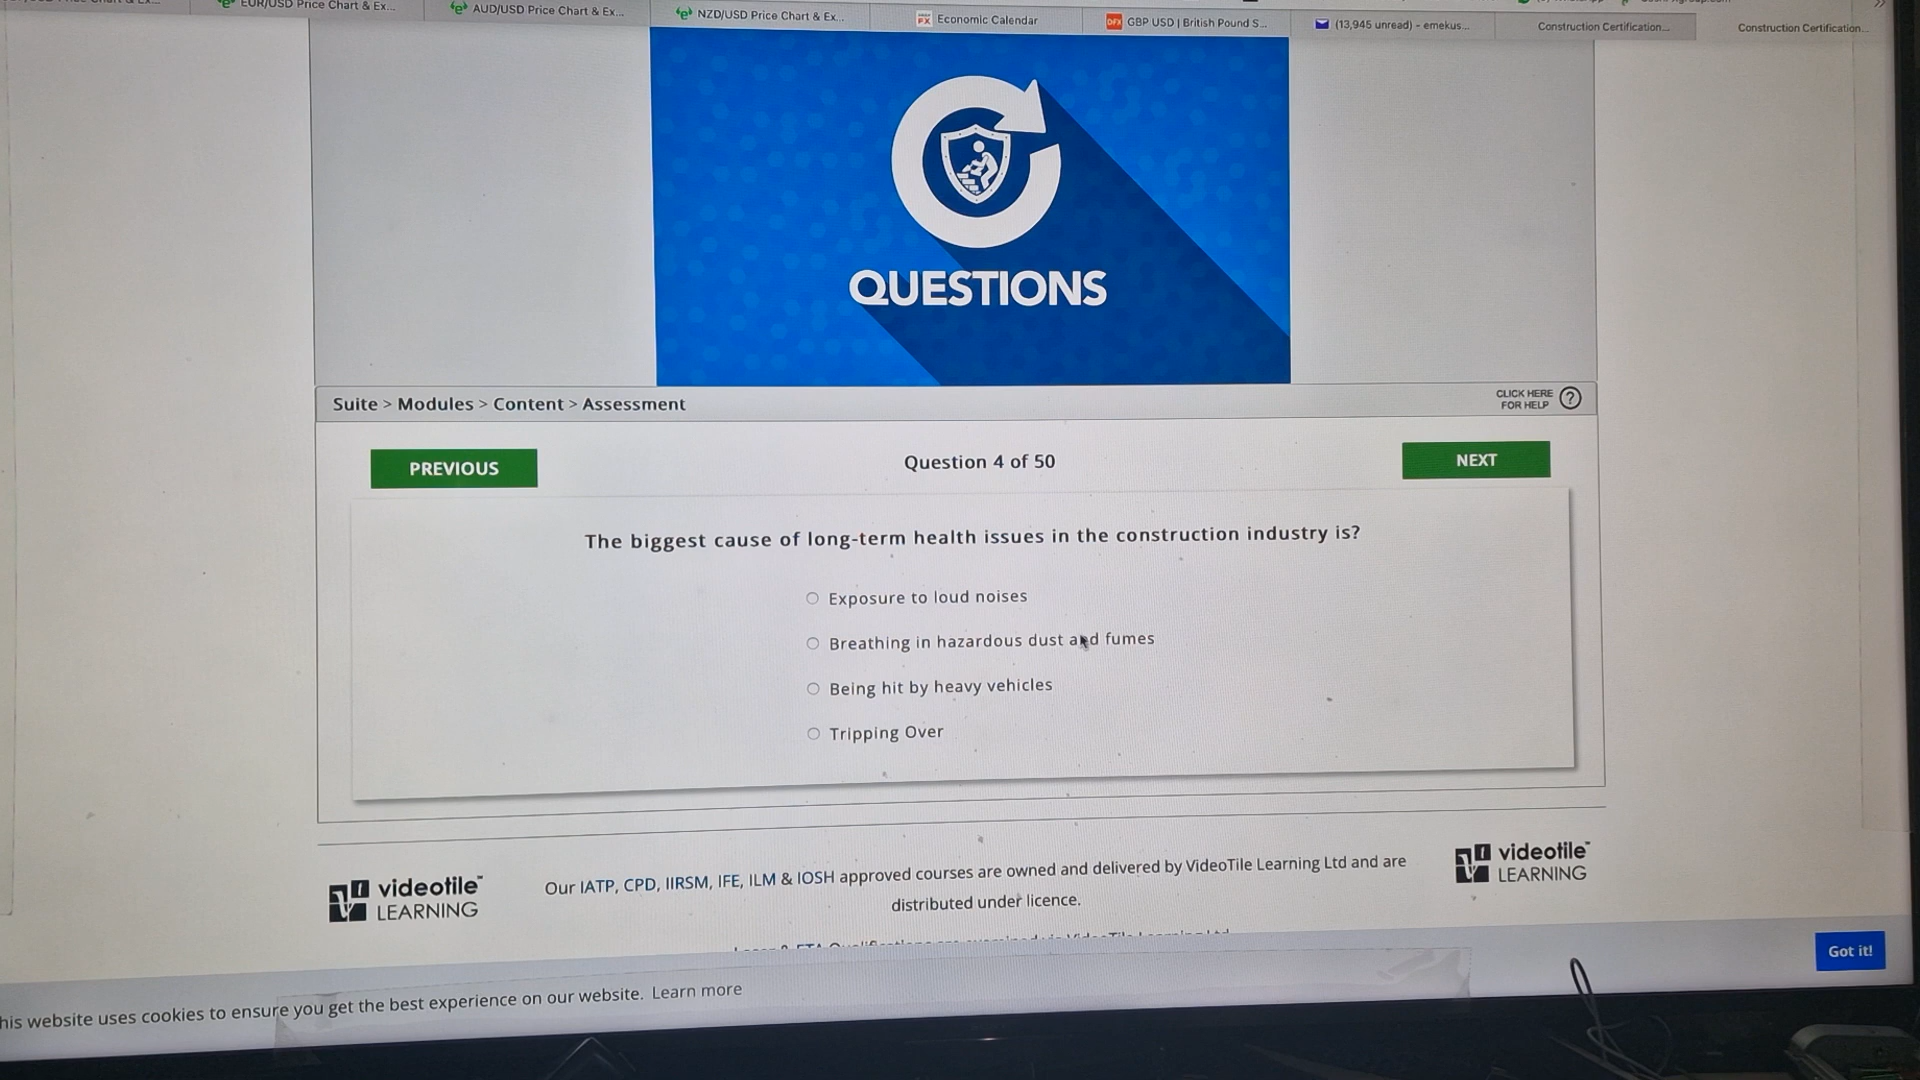 EUR/USD Price Chart & Ex...
AUD/USD Price Chart & Ex...
NZD/USD Price Chart & Ex...
Economic Calendar
DFX GBP USD | British Pound S...
(13,945 unread) - emekus...
Construction Certification...
Construction Certification...
QUESTIONS
Suite > Modules > Content > Assessment
CLICK HERE
FOR HELP ?
PREVIOUS
Question 4 of 50
NEXT
The biggest cause of long-term health issues in the construction industry is?
Exposure to loud noises
Breathing in hazardous dust and fumes
Being hit by heavy vehicles
Tripping Over
videotile™
LEARNING
Our IATP, CPD, IIRSM, IFE, ILM & IOSH approved courses are owned and delivered by VideoTile Learning Ltd and are
distributed under licence.
videotile™
LEARNING
his website uses cookies to ensure you get the best experience on our website. Learn more
Got it!